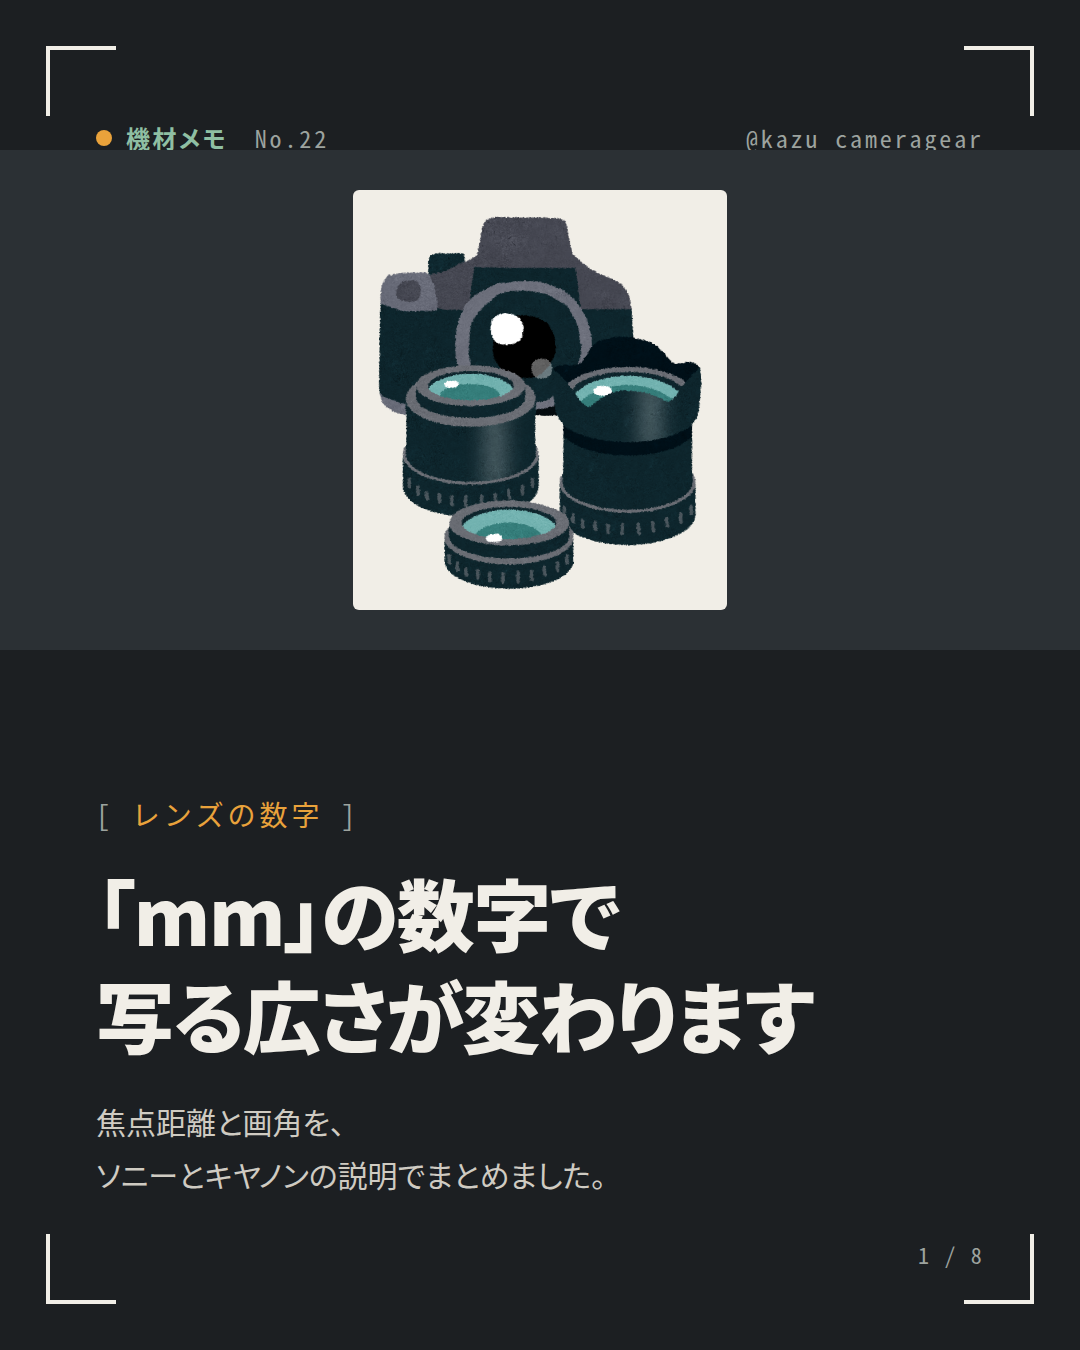 機材メモ No.22
@kazu_cameragear
[ レンズの数字 ]
「mm」の数字で
写る広さが変わります
焦点距離と画角を、
ソニーとキヤノンの説明でまとめました。
1 / 8